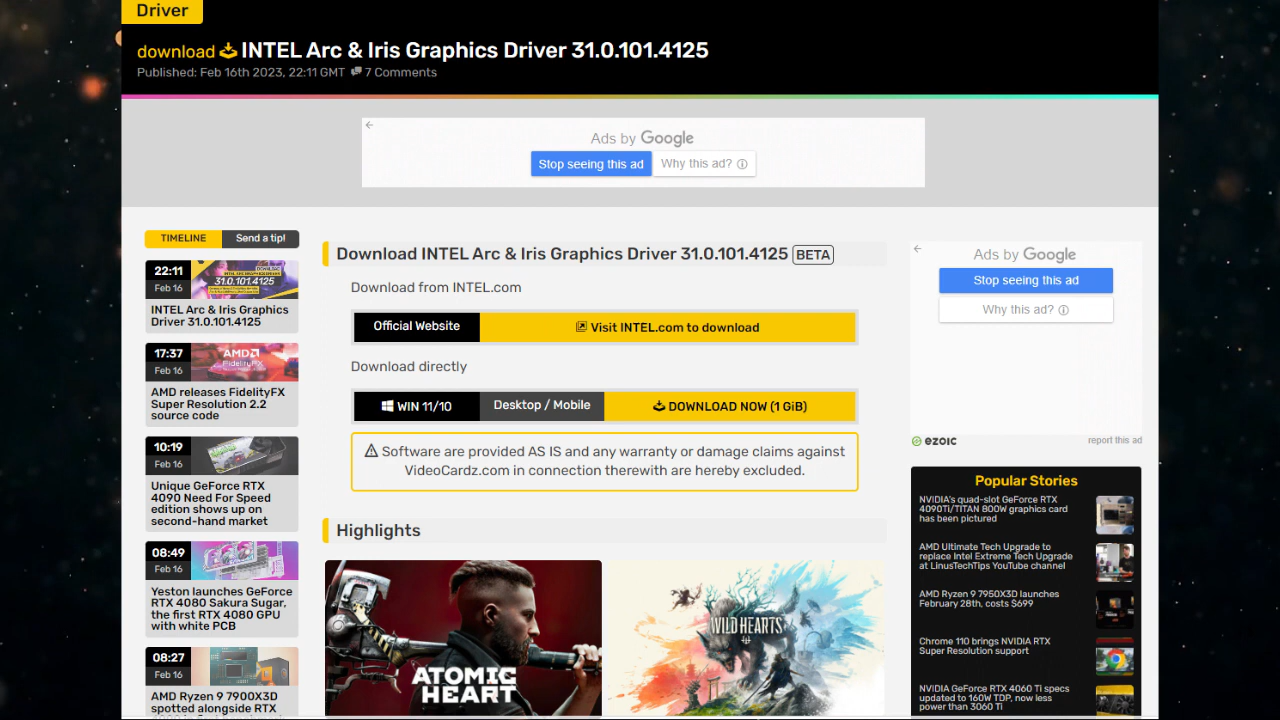 Driver
download INTEL Arc & Iris Graphics Driver 31.0.101.4125
Published: Feb 16th 2023, 22:11 GMT 7 Comments
Ads by Google
Stop seeing this ad Why this ad?
TIMELINE Send a tip!
22:11
Feb 16
31.0.101.4125
INTEL Arc & Iris Graphics
Driver 31.0.101.4125
17:37
Feb 16
AMD
FidelityFX
AMD releases FidelityFX
Super Resolution 2.2
source code
10:19
Feb 16
Unique GeForce RTX
4090 Need For Speed
edition shows up on
second-hand market
08:49
Feb 16
Yeston launches GeForce
RTX 4080 Sakura Sugar,
the first RTX 4080 GPU
with white PCB
08:27
Feb 16
AMD Ryzen 9 7900X3D
spotted alongside RTX
Download INTEL Arc & Iris Graphics Driver 31.0.101.4125 BETA
Download from INTEL.com
Official Website Visit INTEL.com to download
Download directly
WIN 11/10 Desktop / Mobile DOWNLOAD NOW (1 GiB)
Software are provided AS IS and any warranty or damage claims against
VideoCardz.com in connection therewith are hereby excluded.
Highlights
ATOMIC
HEART
WILD HEARTS
Ads by Google
Stop seeing this ad
Why this ad?
ezoic report this ad
Popular Stories
NVIDIA's quad-slot GeForce RTX
4090Ti/TITAN 800W graphics card
has been pictured
AMD Ultimate Tech Upgrade to
replace Intel Extreme Tech Upgrade
at LinusTechTips YouTube channel
AMD Ryzen 9 7950X3D launches
February 28th, costs $699
Chrome 110 brings NVIDIA RTX
Super Resolution support
NVIDIA GeForce RTX 4060 Ti specs
updated to 160W TDP, now less
power than 3060 Ti